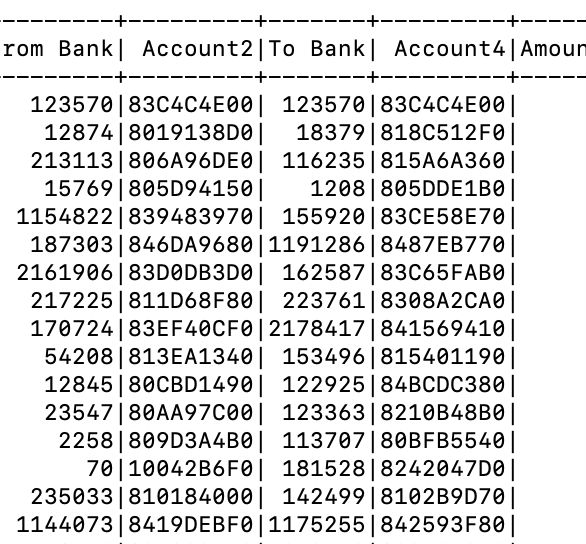 ---------+----------+--------+----------+-----
rom Bank| Account2|To Bank| Account4|Amoun
---------+----------+--------+----------+-----
123570|83C4C4E00| 123570|83C4C4E00|
12874|8019138D0| 18379|818C512F0|
213113|806A96DE0| 116235|815A6A360|
15769|805D94150| 1208|805DDE1B0|
1154822|839483970| 155920|83CE58E70|
187303|846DA9680|1191286|8487EB770|
2161906|83D0DB3D0| 162587|83C65FAB0|
217225|811D68F80| 223761|8308A2CA0|
170724|83EF40CF0|2178417|841569410|
54208|813EA1340| 153496|815401190|
12845|80CBD1490| 122925|84BCDC380|
23547|80AA97C00| 123363|8210B48B0|
2258|809D3A4B0| 113707|80BFB5540|
70|10042B6F0| 181528|8242047D0|
235033|810184000| 142499|8102B9D70|
1144073|8419DEBF0|1175255|842593F80|